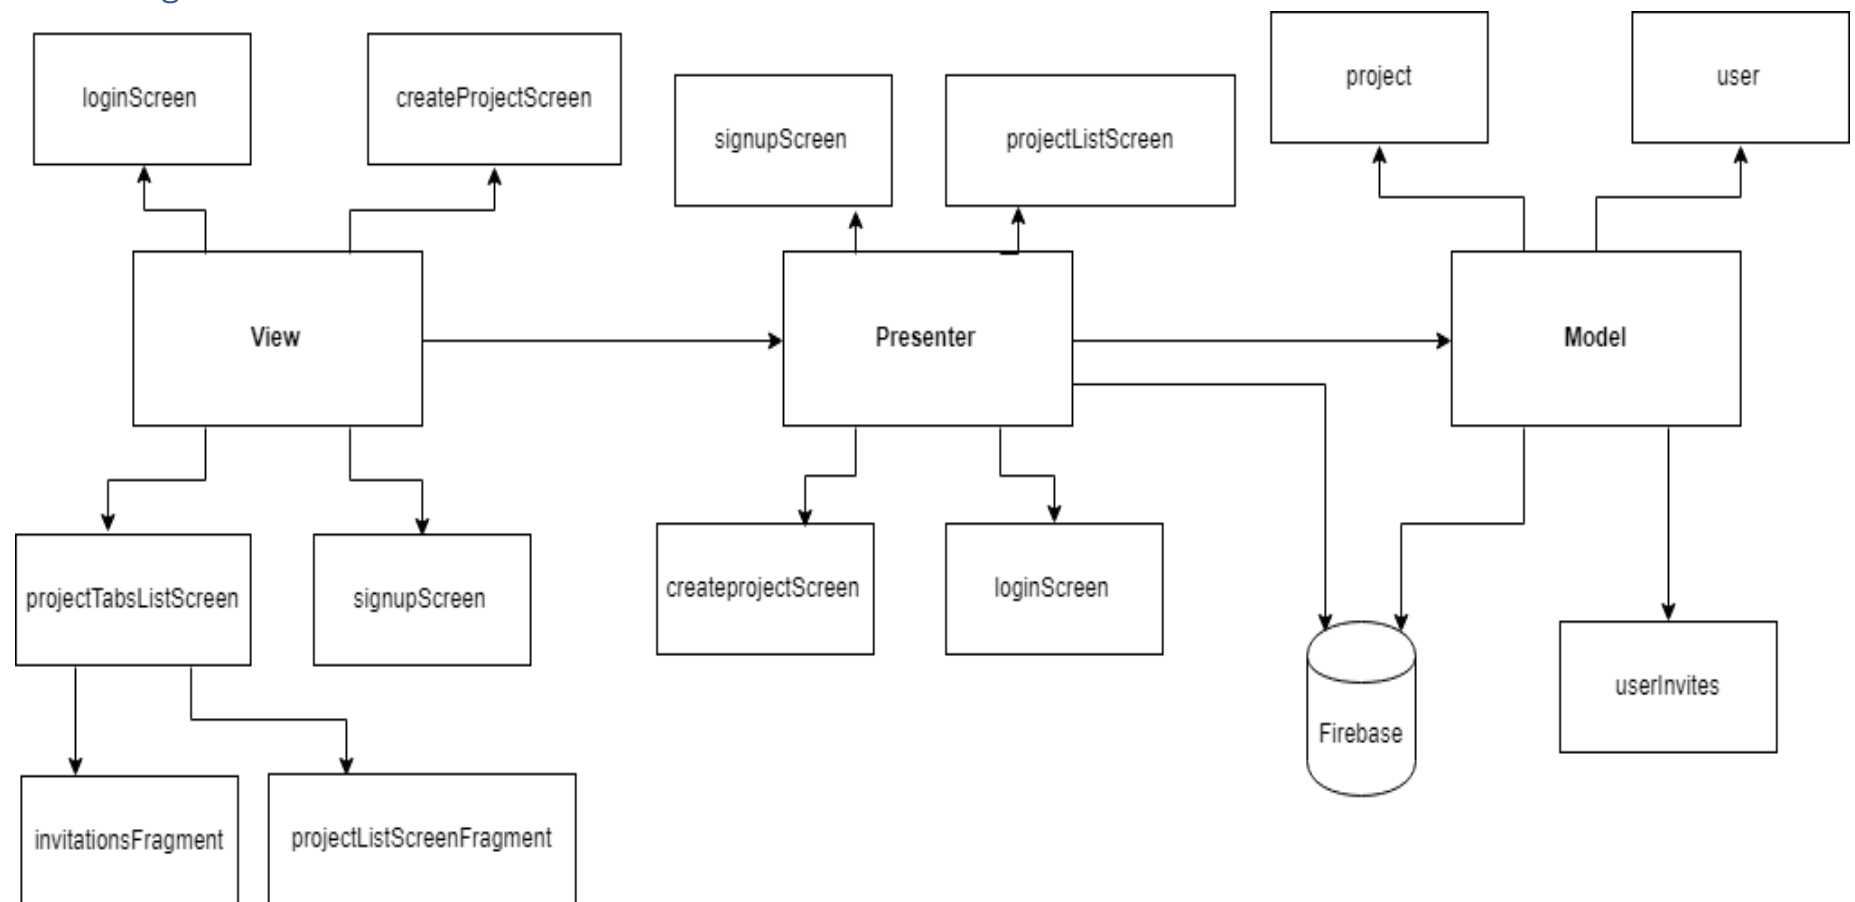 loginScreen
createProjectScreen
signupScreen
projectListScreen
project
user
View
Presenter
Model
projectTabsListScreen
signupScreen
createprojectScreen
loginScreen
Firebase
userInvites
invitationsFragment
projectListScreenFragment